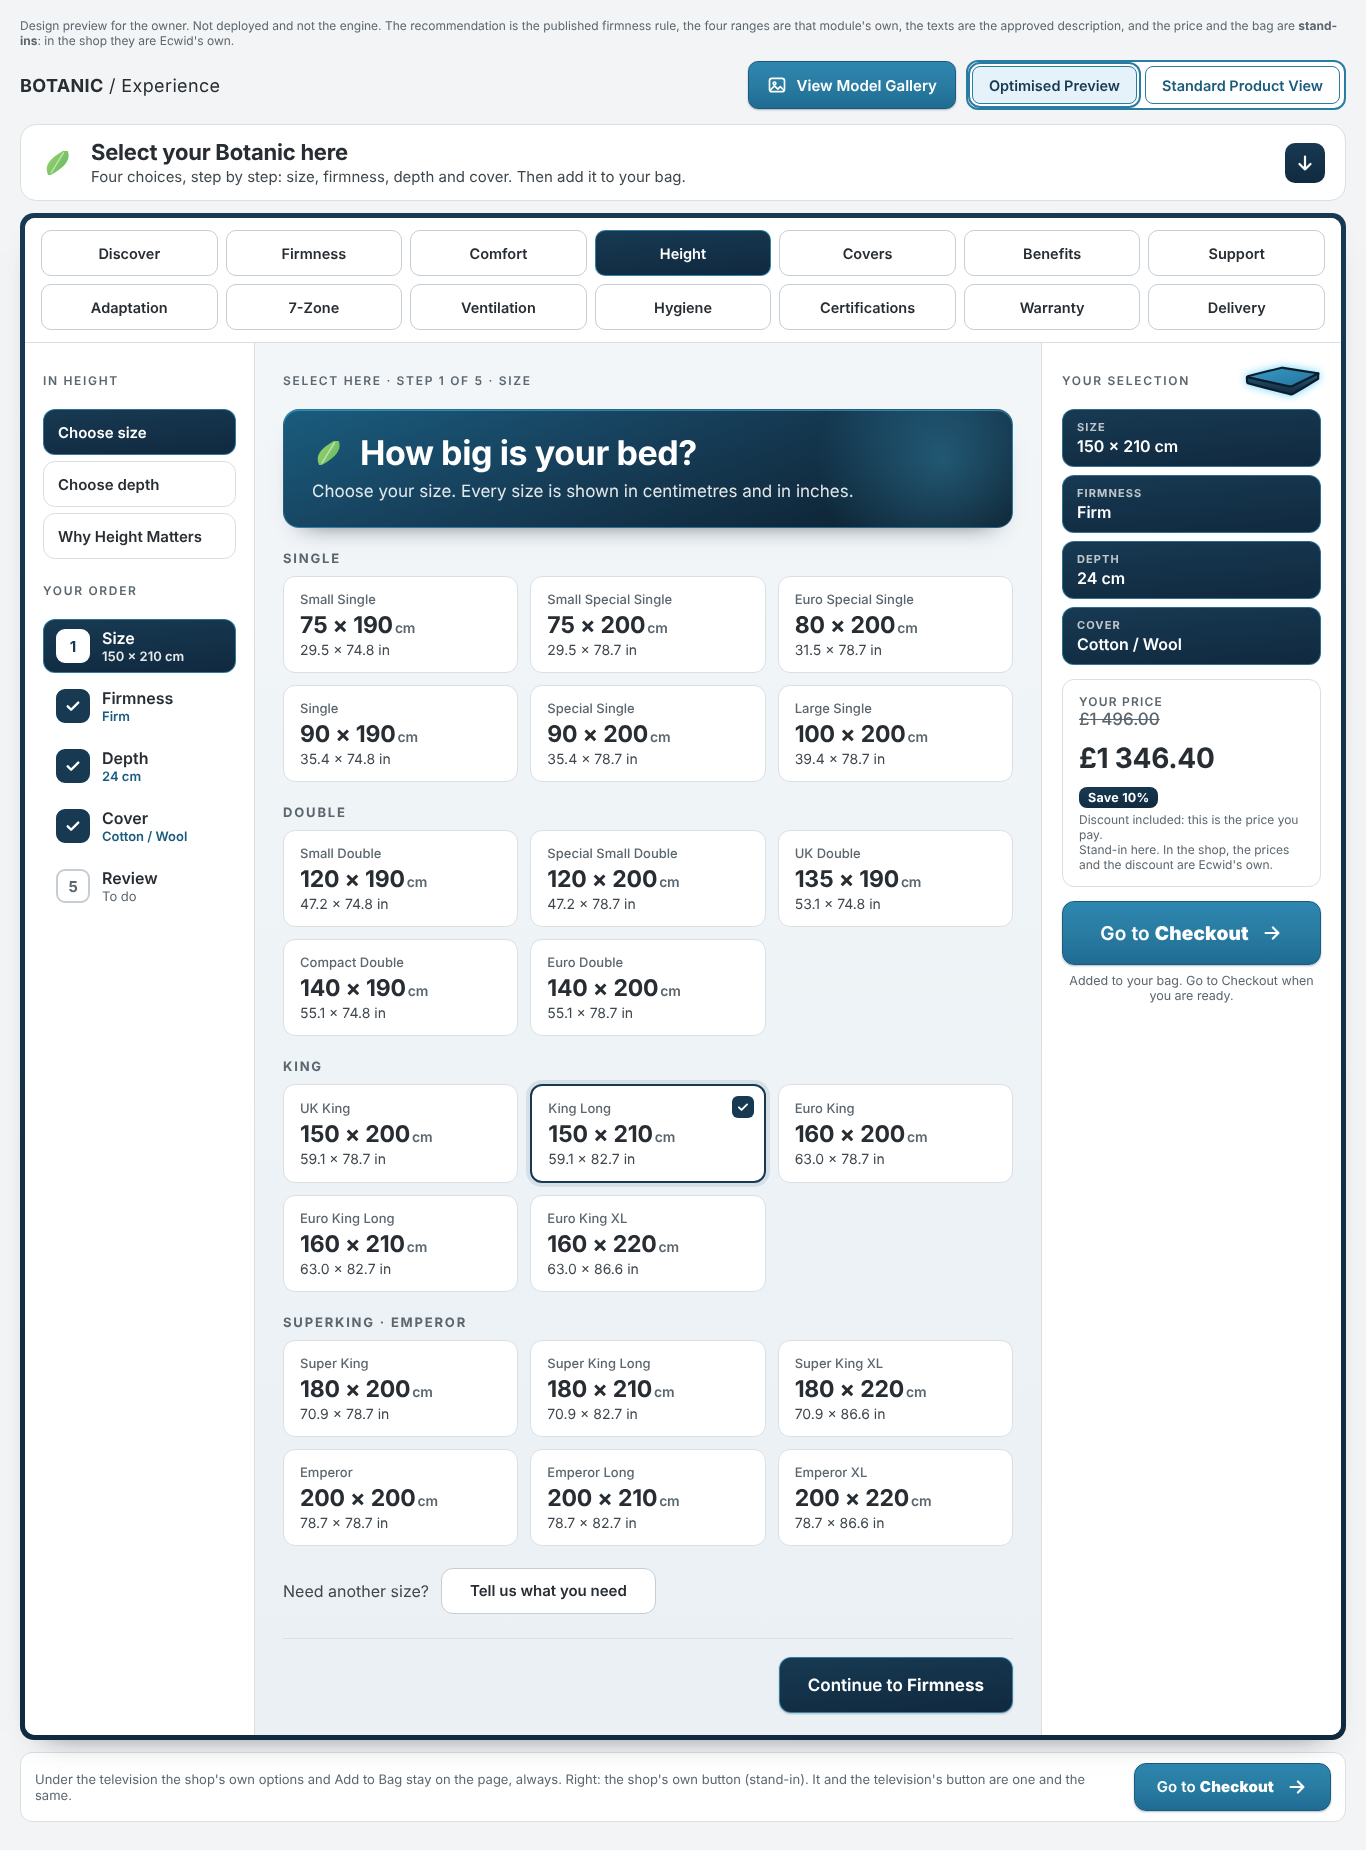 Design preview for the owner. Not deployed and not the engine. The recommendation is the published firmness rule, the four ranges are that module's own, the texts are the approved description, and the price and the bag are stand-
ins: in the shop they are Ecwid's own.
BOTANIC / Experience
View Model Gallery
Optimised Preview
Standard Product View
Select your Botanic here
Four choices, step by step: size, firmness, depth and cover. Then add it to your bag.
Discover
Firmness
Comfort
Height
Covers
Benefits
Support
Adaptation
7-Zone
Ventilation
Hygiene
Certifications
Warranty
Delivery
IN HEIGHT
Choose size
Choose depth
Why Height Matters
YOUR ORDER
1
Size
150 × 210 cm
Firmness
Firm
Depth
24 cm
Cover
Cotton / Wool
5
Review
To do
SELECT HERE · STEP 1 OF 5 · SIZE
How big is your bed?
Choose your size. Every size is shown in centimetres and in inches.
SINGLE
Small Single
75 × 190 cm
29.5 × 74.8 in
Small Special Single
75 × 200 cm
29.5 × 78.7 in
Euro Special Single
80 × 200 cm
31.5 × 78.7 in
Single
90 × 190 cm
35.4 × 74.8 in
Special Single
90 × 200 cm
35.4 × 78.7 in
Large Single
100 × 200 cm
39.4 × 78.7 in
DOUBLE
Small Double
120 × 190 cm
47.2 × 74.8 in
Special Small Double
120 × 200 cm
47.2 × 78.7 in
UK Double
135 × 190 cm
53.1 × 74.8 in
Compact Double
140 × 190 cm
55.1 × 74.8 in
Euro Double
140 × 200 cm
55.1 × 78.7 in
KING
UK King
150 × 200 cm
59.1 × 78.7 in
King Long
150 × 210 cm
59.1 × 82.7 in
Euro King
160 × 200 cm
63.0 × 78.7 in
Euro King Long
160 × 210 cm
63.0 × 82.7 in
Euro King XL
160 × 220 cm
63.0 × 86.6 in
SUPERKING · EMPEROR
Super King
180 × 200 cm
70.9 × 78.7 in
Super King Long
180 × 210 cm
70.9 × 82.7 in
Super King XL
180 × 220 cm
70.9 × 86.6 in
Emperor
200 × 200 cm
78.7 × 78.7 in
Emperor Long
200 × 210 cm
78.7 × 82.7 in
Emperor XL
200 × 220 cm
78.7 × 86.6 in
Need another size?
Tell us what you need
Continue to Firmness
YOUR SELECTION
SIZE
150 × 210 cm
FIRMNESS
Firm
DEPTH
24 cm
COVER
Cotton / Wool
YOUR PRICE
£1 496.00
£1 346.40
Save 10%
Discount included: this is the price you
pay.
Stand-in here. In the shop, the prices
and the discount are Ecwid's own.
Go to Checkout
Added to your bag. Go to Checkout when
you are ready.
Under the television the shop's own options and Add to Bag stay on the page, always. Right: the shop's own button (stand-in). It and the television's button are one and the
same.
Go to Checkout